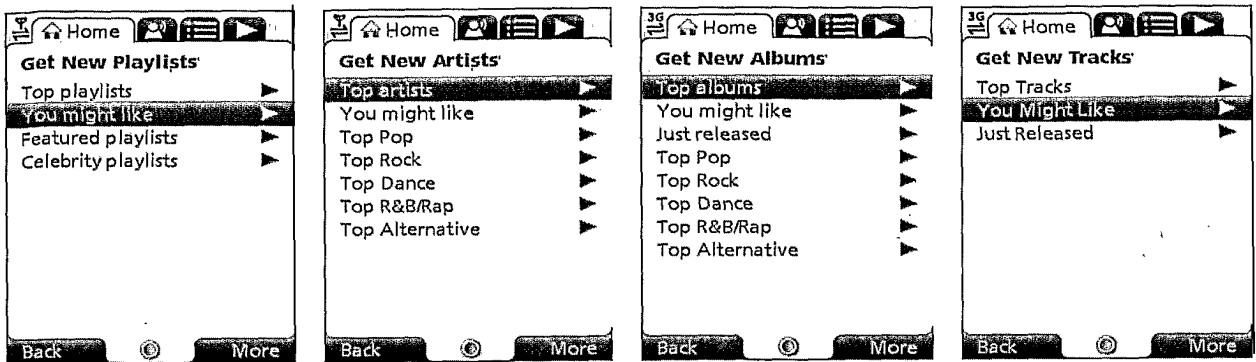 Home
Get New Playlists
Top playlists
You might like
Featured playlists
Celebrity playlists
Back
More
Home
Get New Artists
Top artists
You might like
Top Pop
Top Rock
Top Dance
Top R&B/Rap
Top Alternative
Back
More
3G
Home
Get New Albums
Top albums
You might like
Just released
Top Pop
Top Rock
Top Dance
Top R&B/Rap
Top Alternative
Back
More
3G
Home
Get New Tracks
Top Tracks
You Might Like
Just Released
Back
More